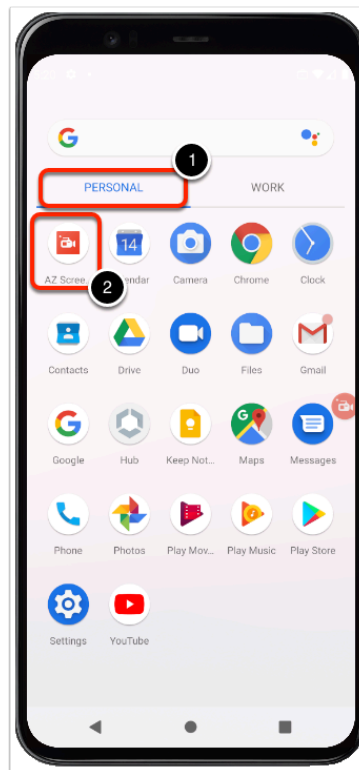 1
PERSONAL WORK
14
AZ Scree... endar Camera Chrome Clock
2
Contacts Drive Duo Files Gmail
Google Hub Keep Not... Maps Messages
Phone Photos Play Mov... Play Music Play Store
Settings YouTube